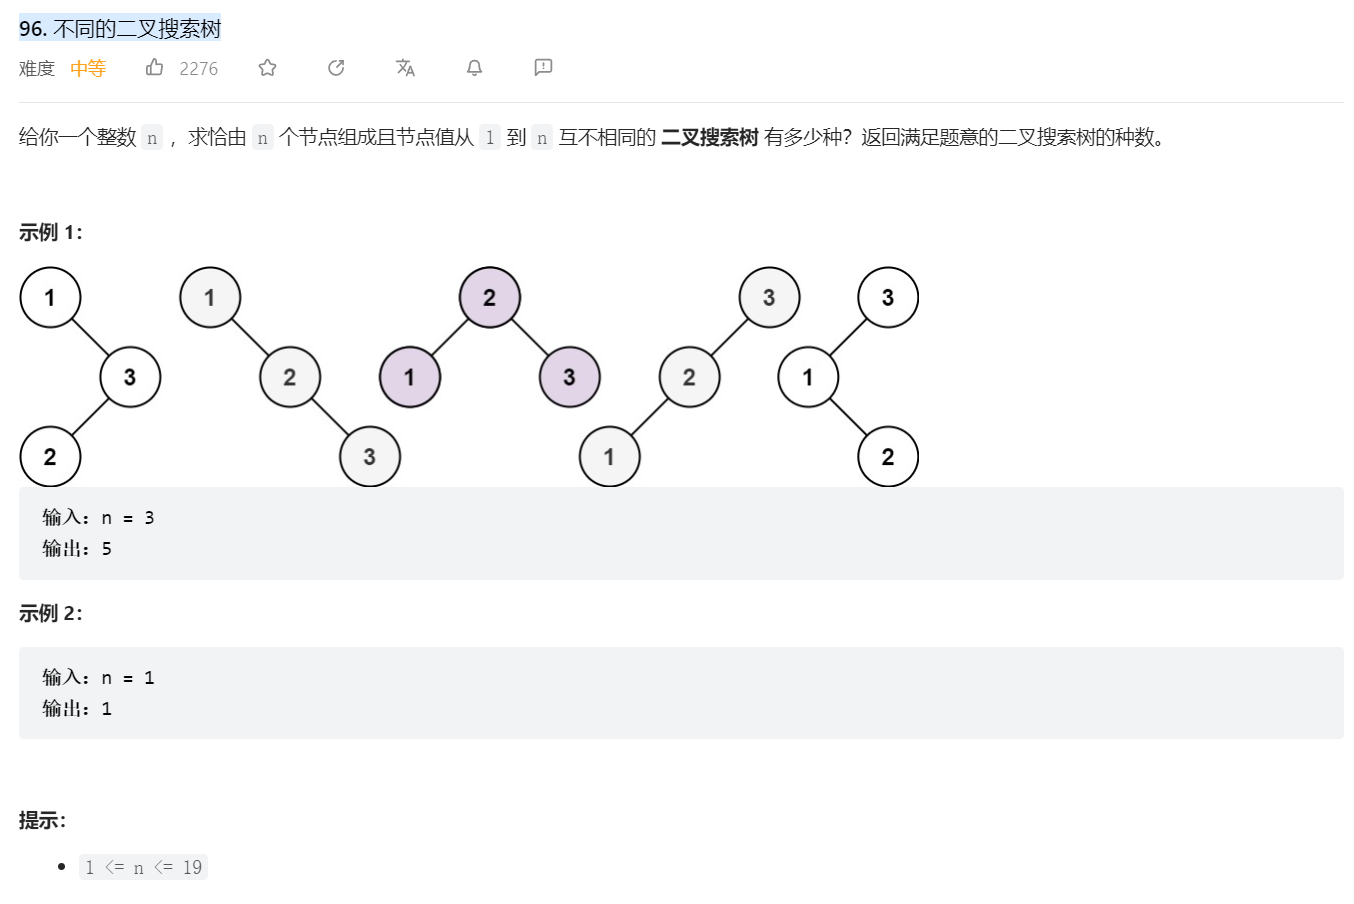 96. 不同的二叉搜索树
难度 中等 2276
给你一个整数 n ，求恰由 n 个节点组成且节点值从 1 到 n 互不相同的 二叉搜索树 有多少种？返回满足题意的二叉搜索树的种数。
示例 1：
1 1 2 3 3
3 2 1 3 2 1
2 3 1 2
输入：n = 3
输出：5
示例 2：
输入：n = 1
输出：1
提示：
1 <= n <= 19